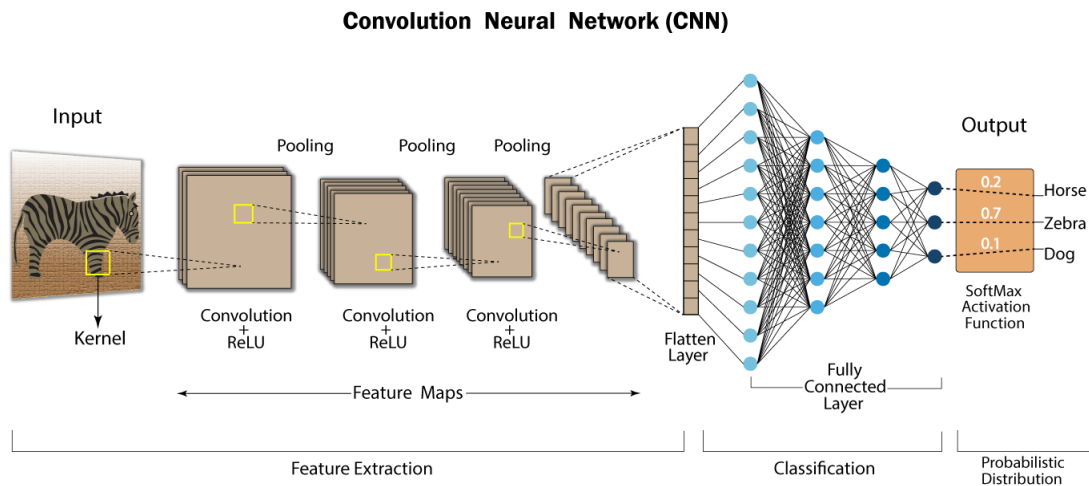 Convolution Neural Network (CNN)
Input
Pooling
Pooling
Pooling
Output
0.2
Horse
0.7
Zebra
0.1
Dog
SoftMax
Activation
Function
Kernel
Convolution
+
ReLU
Convolution
+
ReLU
Convolution
+
ReLU
Flatten
Layer
Fully
Connected
Layer
Feature Maps
Feature Extraction
Classification
Probabilistic
Distribution